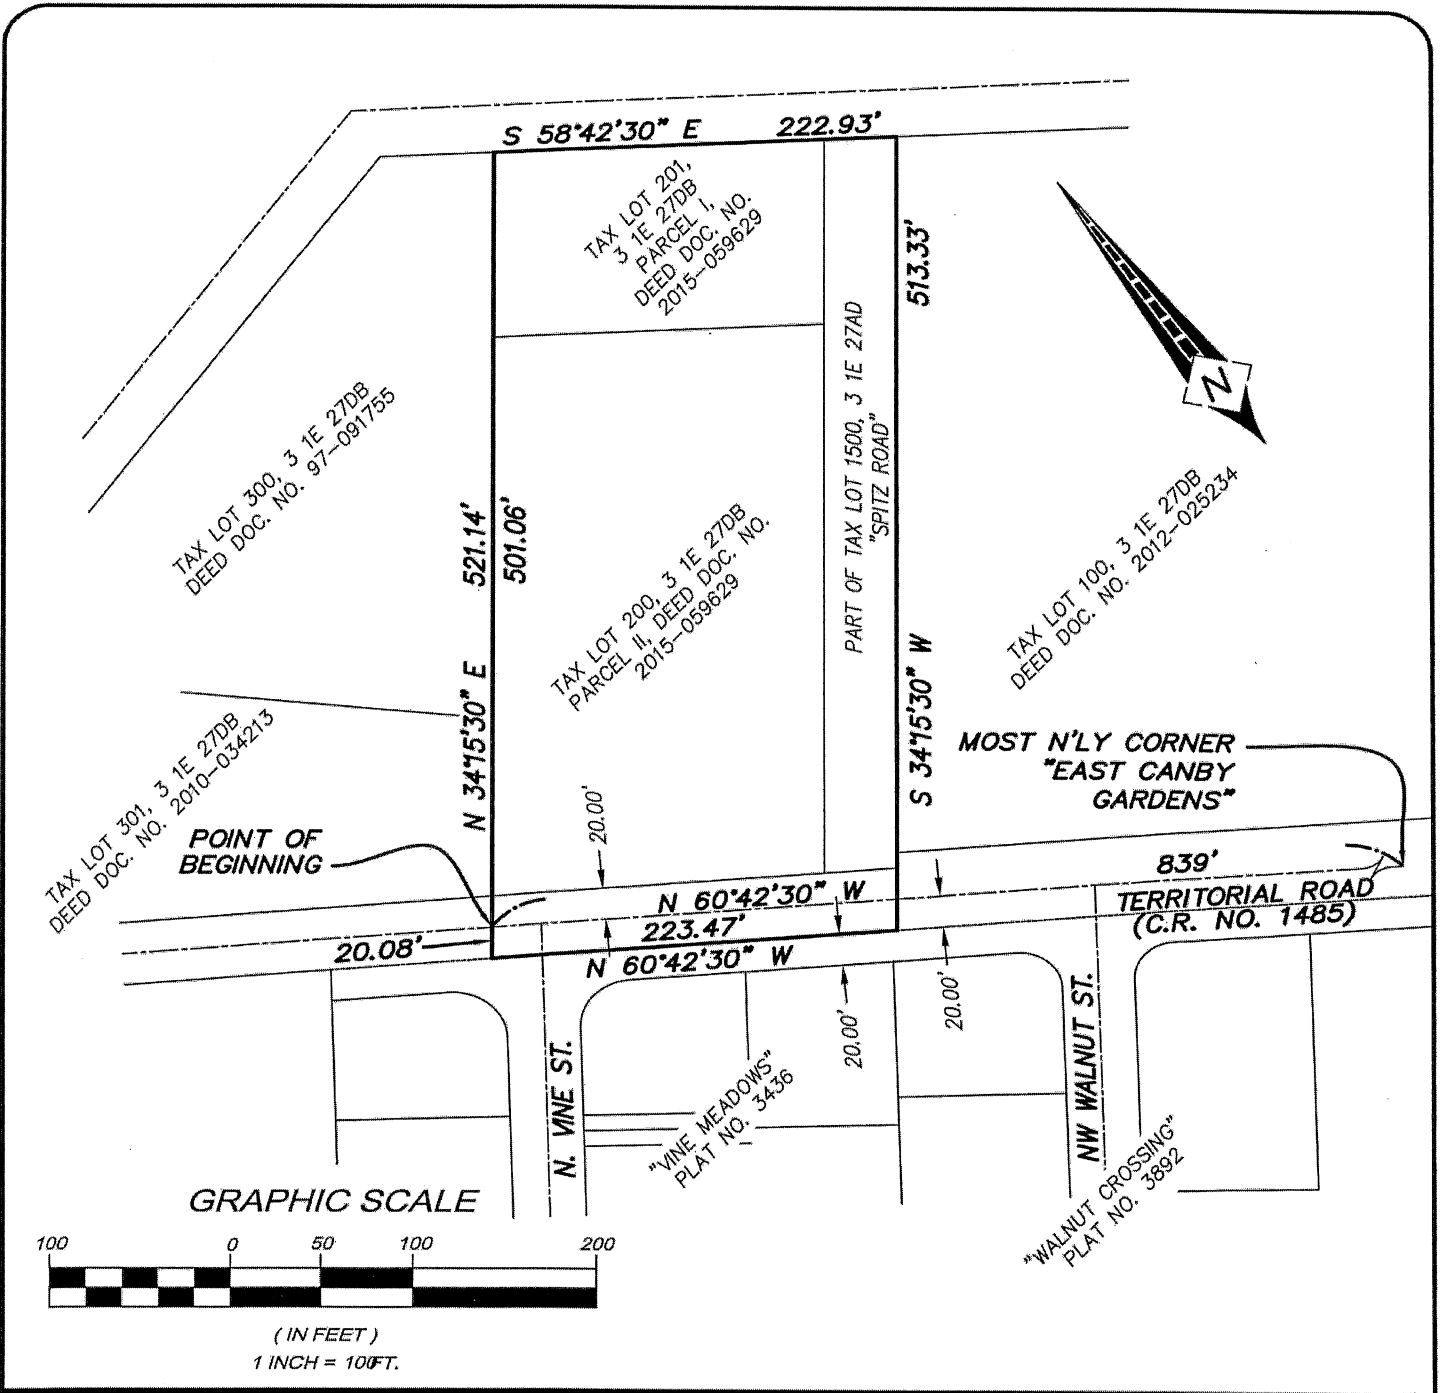 S 58°42'30" E 222.93'
TAX LOT 201,
3 1E 27DB
PARCEL I,
DEED DOC. NO.
2015-059629
513.33'
PART OF TAX LOT 1500, 3 1E 27AD
"SPITZ ROAD"
N
TAX LOT 300, 3 1E 27DB
DEED DOC. NO. 97-091755
N 34°15'30" E 521.14'
501.06'
TAX LOT 200, 3 1E 27DB
PARCEL II, DEED DOC. NO.
2015-059629
TAX LOT 100, 3 1E 27DB
DEED DOC. NO. 2012-025234
S 34°15'30" W
TAX LOT 301, 3 1E 27DB
DEED DOC. NO. 2010-034213
MOST N'LY CORNER
"EAST CANBY
GARDENS"
POINT OF
BEGINNING
20.00'
839'
N 60°42'30" W
TERRITORIAL ROAD
(C.R. NO. 1485)
223.47'
20.08'
N 60°42'30" W
20.00'
20.00'
N. VINE ST.
NW WALNUT ST.
"VINE MEADOWS"
PLAT NO. 3436
"WALNUT CROSSING"
PLAT NO. 3892
GRAPHIC SCALE
100 0 50 100 200
( IN FEET )
1 INCH = 100FT.